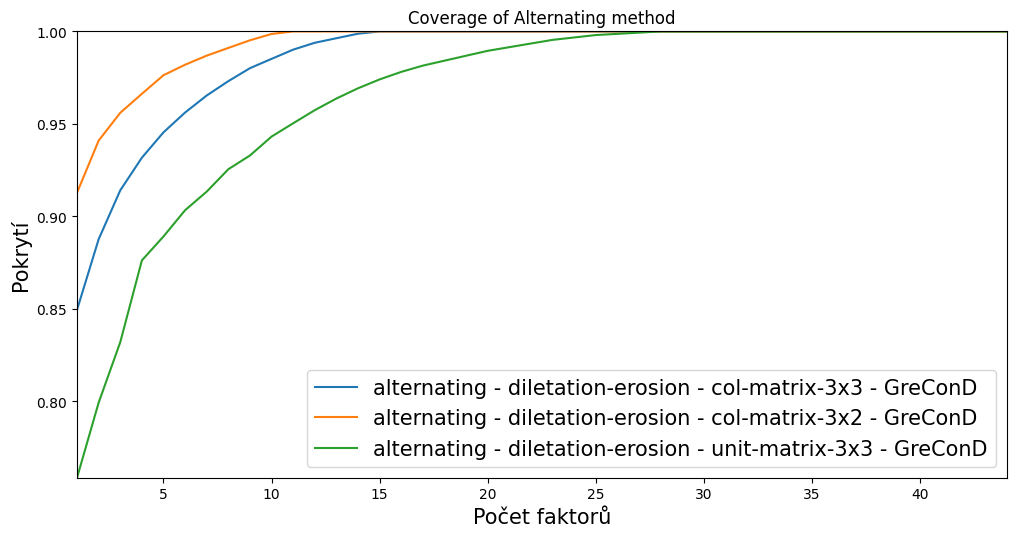 Coverage of Alternating method
1.00
0.95
0.90
0.85
0.80
Pokrytí
alternating - diletation-erosion - col-matrix-3x3 - GreConD
alternating - diletation-erosion - col-matrix-3x2 - GreConD
alternating - diletation-erosion - unit-matrix-3x3 - GreConD
5 10 15 20 25 30 35 40
Počet faktorů